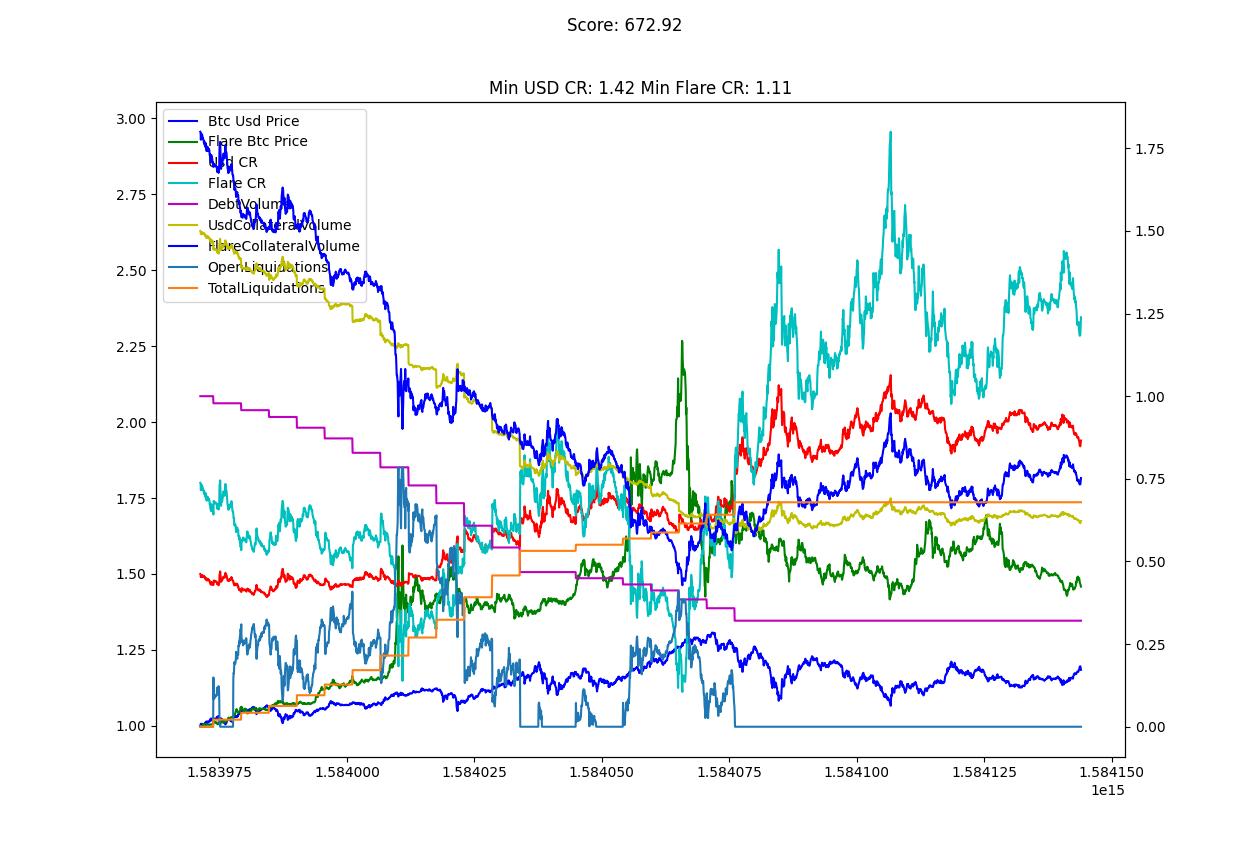 Score: 672.92
Min USD CR: 1.42 Min Flare CR: 1.11
Btc Usd Price
Flare Btc Price
Usd CR
Flare CR
DebtVolume
UsdCollateralVolume
FlareCollateralVolume
OpenLiquidations
TotalLiquidations
3.00
2.75
2.50
2.25
2.00
1.75
1.50
1.25
1.00
1.75
1.50
1.25
1.00
0.75
0.50
0.25
0.00
1.583975 1.584000 1.584025 1.584050 1.584075 1.584100 1.584125 1.584150
1e15